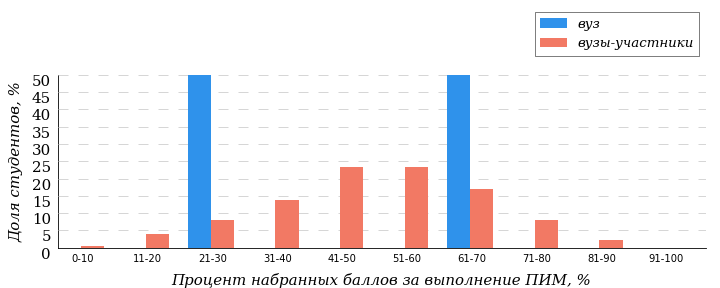 вуз
вузы-участники
50
45
40
35
30
25
20
15
10
5
0
Доля студентов, %
0-10 11-20 21-30 31-40 41-50 51-60 61-70 71-80 81-90 91-100
Процент набранных баллов за выполнение ПИМ, %